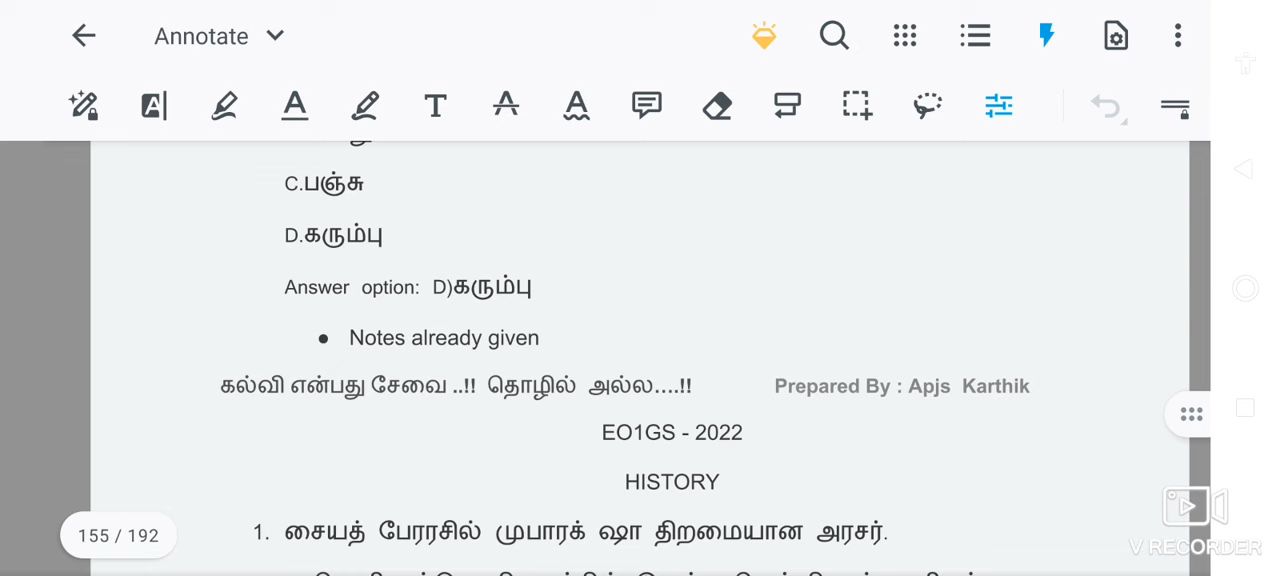 Annotate
C.பஞ்சு
D.கரும்பு
Answer option: D)கரும்பு
● Notes already given
கல்வி என்பது சேவை ..!! தொழில் அல்ல....!! Prepared By : Apjs Karthik
EO1GS - 2022
HISTORY
1. சையத் பேரரசில் முபாரக் ஷா திறமையான அரசர்.
155 / 192
V RECORDER